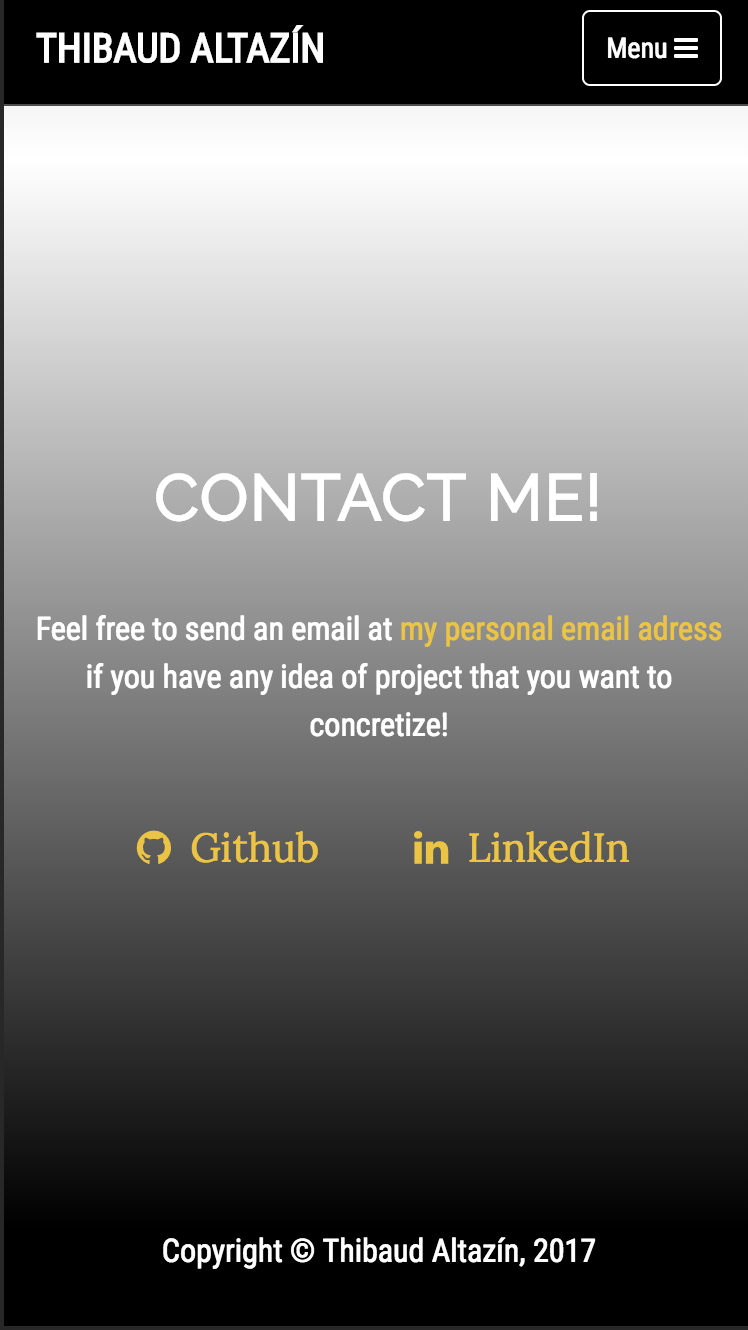 THIBAUD ALTAZÍN
Menu
CONTACT ME!
Feel free to send an email at my personal email adress
if you have any idea of project that you want to
concretize!
Github LinkedIn
Copyright © Thibaud Altazín, 2017